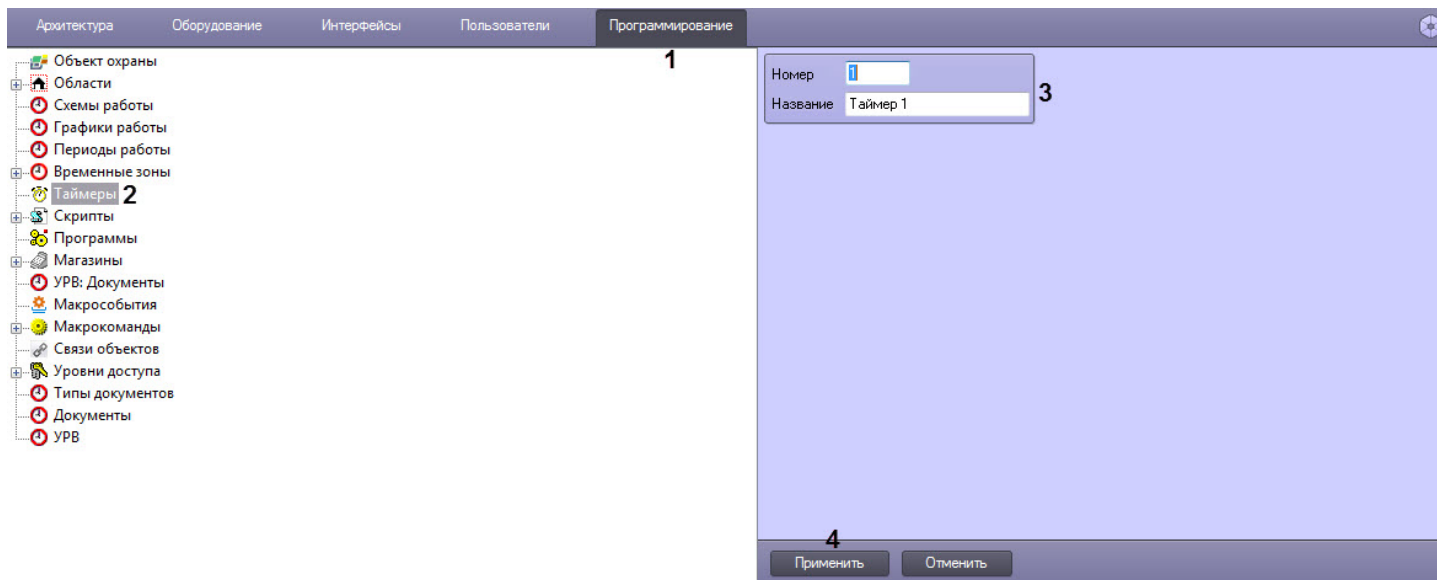 Архитектура Оборудование Интерфейсы Пользователи Программирование
1
Объект охраны
Области
Схемы работы
Графики работы
Периоды работы
Временные зоны
Таймеры 2
Скрипты
Программы
Магазины
УРВ: Документы
Макрособытия
Макрокоманды
Связи объектов
Уровни доступа
Типы документов
Документы
УРВ
Номер 1
Название Таймер 1
3
4
Применить Отменить